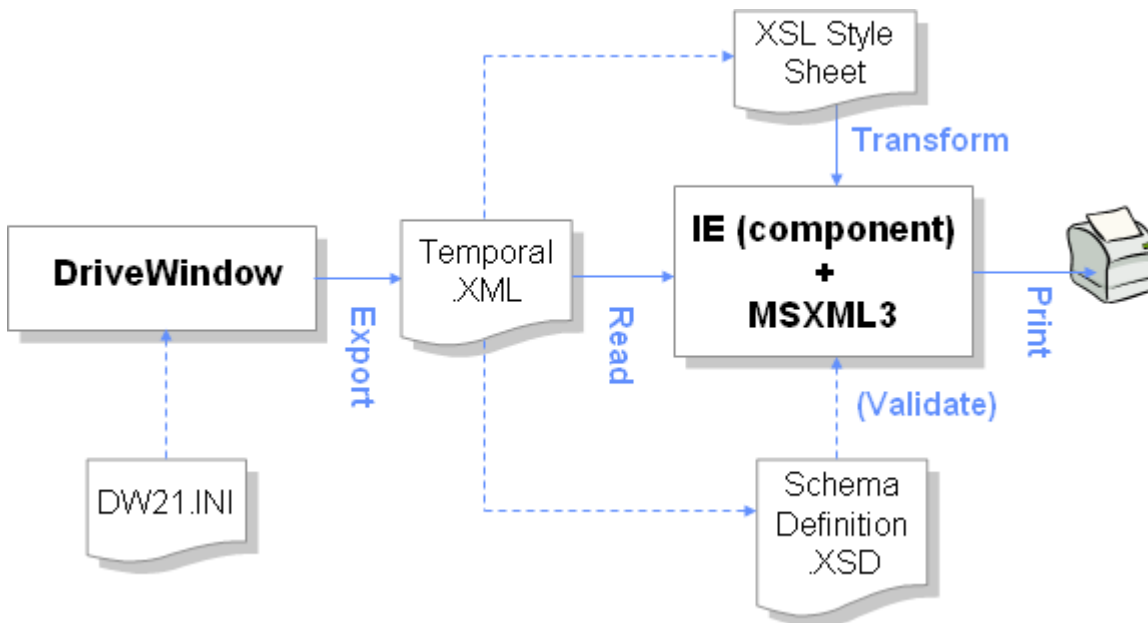 XSL Style
Sheet
Transform
DriveWindow
Export
Temporal
.XML
Read
IE (component)
+
MSXML3
Print
(Validate)
DW21.INI
Schema
Definition
.XSD